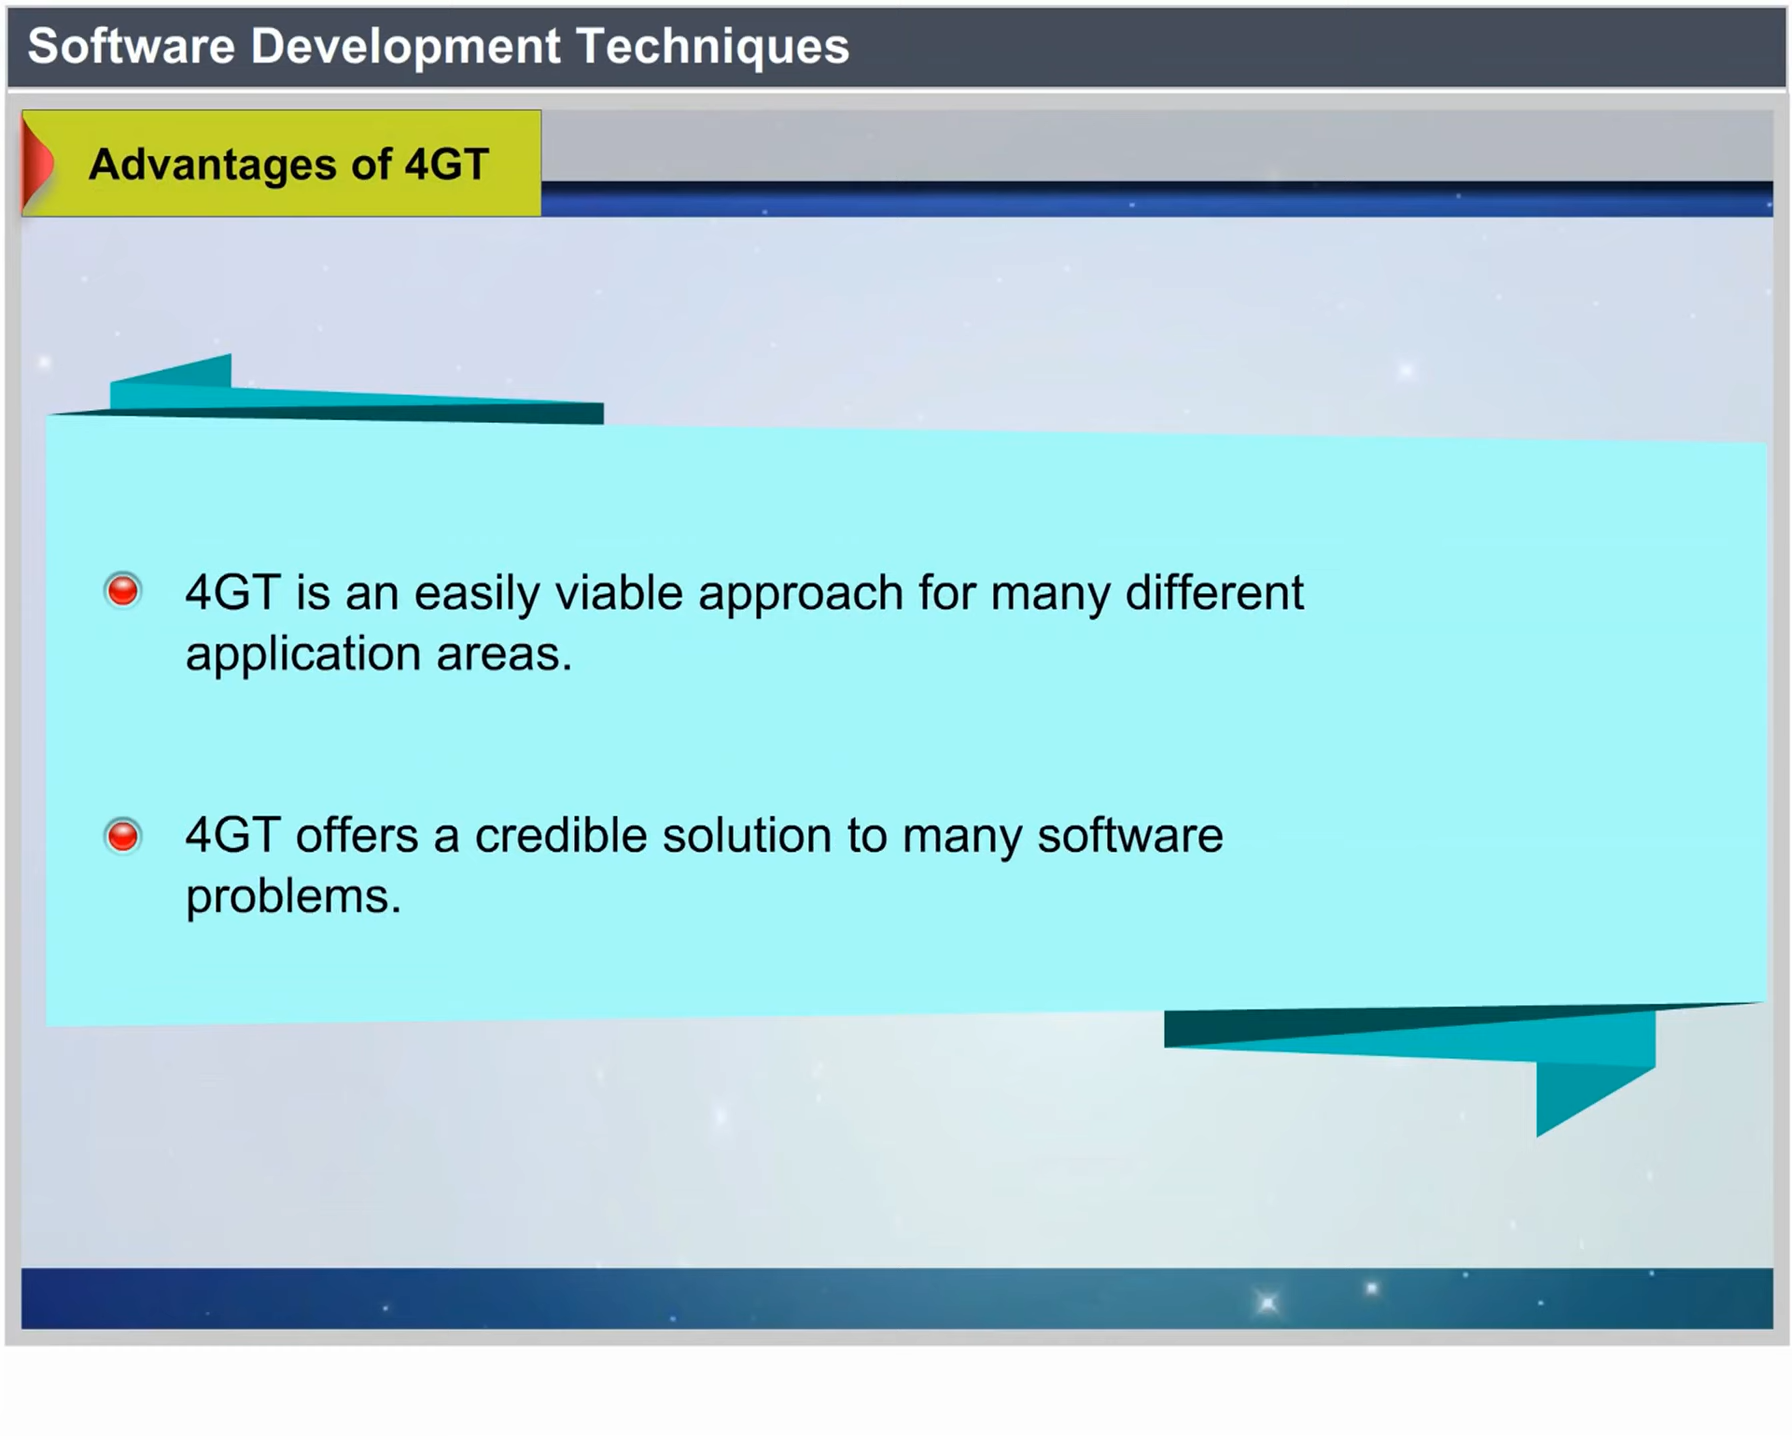 Software Development Techniques
Advantages of 4GT
4GT is an easily viable approach for many different
application areas.
4GT offers a credible solution to many software
problems.